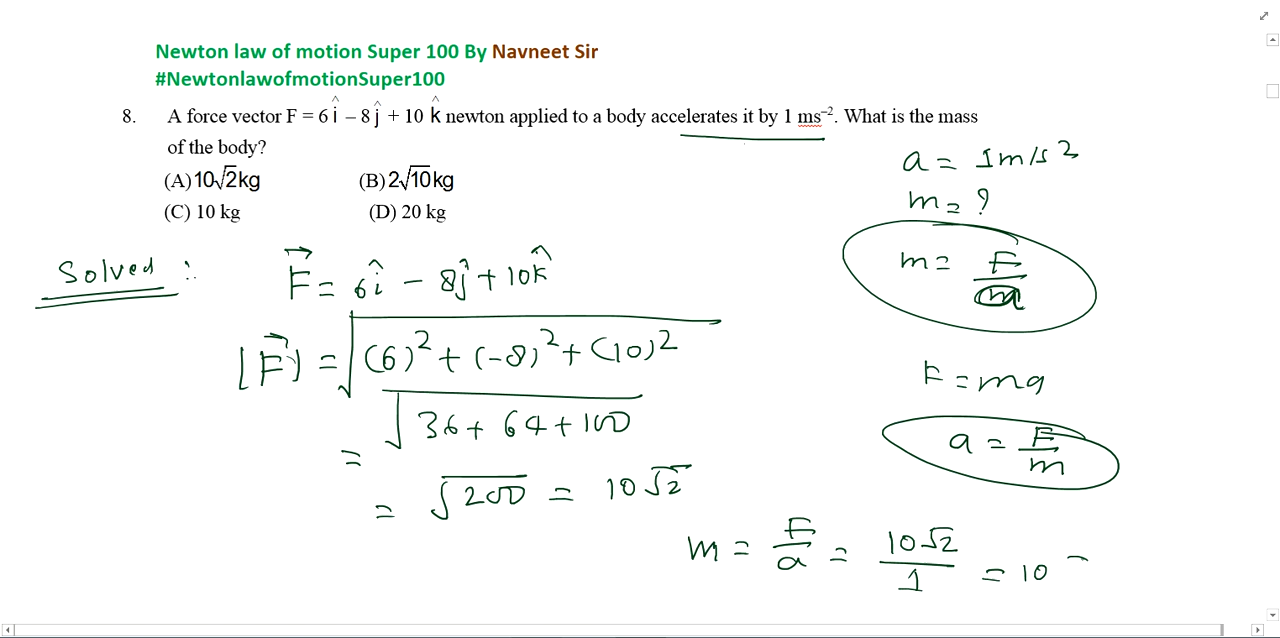 Newton law of motion Super 100 By Navneet Sir
#NewtonlawofmotionSuper100
8. A force vector F = 6 î – 8 ĵ + 10 k̂ newton applied to a body accelerates it by 1 ms⁻². What is the mass
of the body?
(A) 10√2kg (B) 2√10kg
(C) 10 kg (D) 20 kg
a = 1m/s2
m = ?
m = F/m
Solved :
F⃗ = 6î - 8ĵ + 10k̂
|F⃗| = √(6)² + (-8)² + (10)²
F = ma
= √36 + 64 + 100
a = F/m
= √200 = 10√2
m = F/a = 10√2/1 = 10